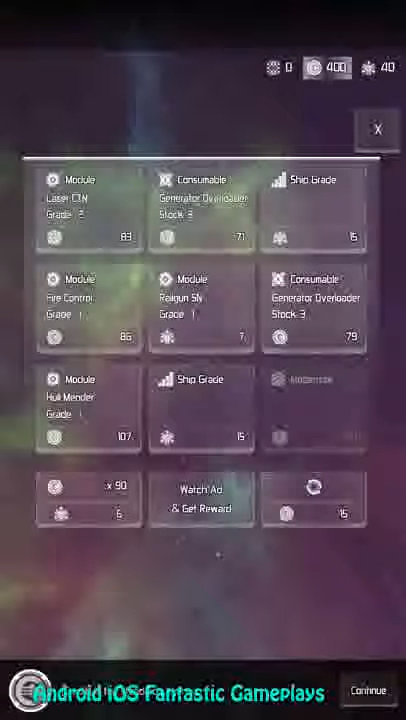 0 400 40
X
Module
Grade 2
83
Consumable
Generator Overloader
Stock 3
71
Ship Grade
15
Module
Fire Control
Grade 1
86
Module
Railgun SN
Grade 1
7
Consumable
Generator Overloader
Stock 3
79
Module
Hull Mender
Grade 1
107
Ship Grade
15
x 90
6
Watch Ad
& Get Reward
15
Android iOS Fantastic Gameplays
Continue